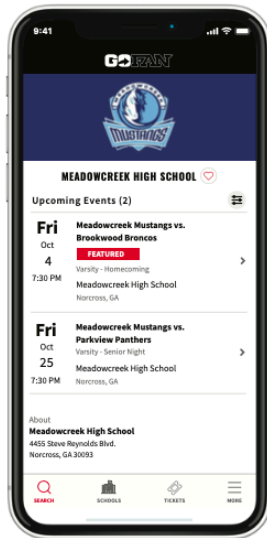 9:41
GOFAN
MUSTANGS
MEADOWCREEK HIGH SCHOOL
Upcoming Events (2)
Fri
Oct
4
7:30 PM
Meadowcreek Mustangs vs.
Brookwood Broncos
FEATURED
Varsity - Homecoming
Meadowcreek High School
Norcross, GA
Fri
Oct
25
7:30 PM
Meadowcreek Mustangs vs.
Parkview Panthers
Varsity - Senior Night
Meadowcreek High School
Norcross, GA
About
Meadowcreek High School
4455 Steve Reynolds Blvd.
Norcross, GA 30093
SEARCH
SCHOOLS
TICKETS
MORE